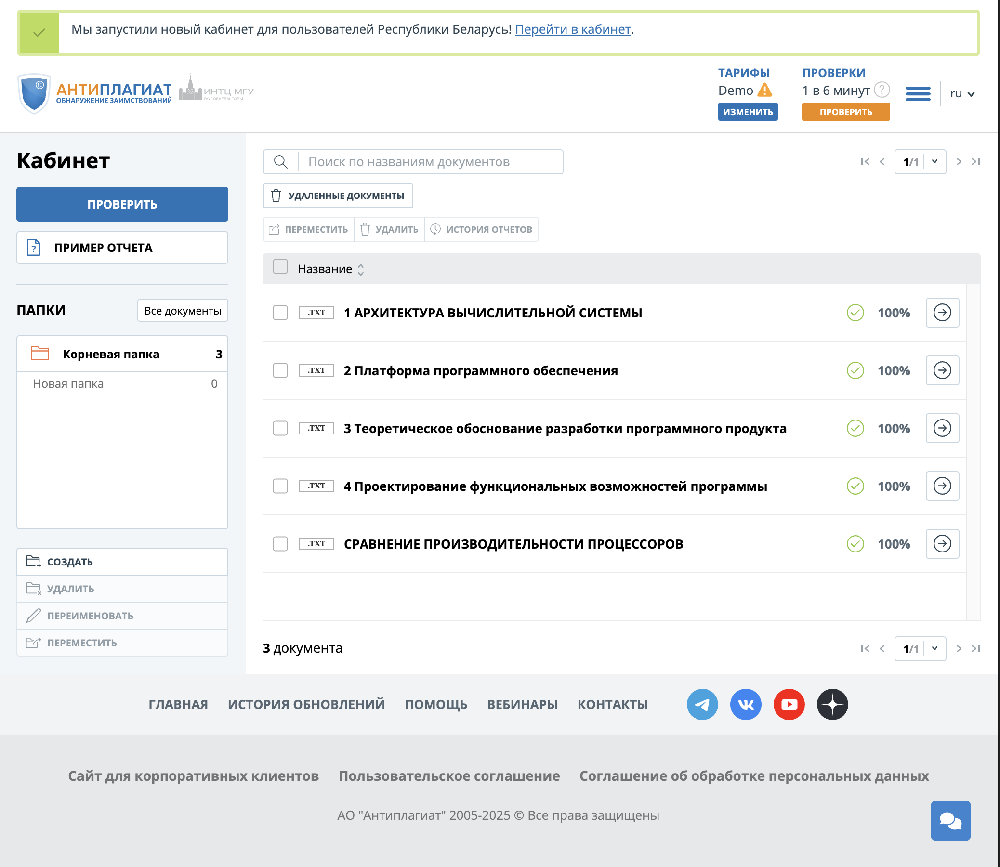 Мы запустили новый кабинет для пользователей Республики Беларусь! Перейти в кабинет.
АНТИПЛАГИАТ
ОБНАРУЖЕНИЕ ЗАИМСТВОВАНИЙ
ИНТЦ МГУ
ВОРОБЬЕВЫ ГОРЫ
ТАРИФЫ
Demo
ИЗМЕНИТЬ
ПРОВЕРКИ
1 в 6 минут ?
ПРОВЕРИТЬ
ru
Кабинет
ПРОВЕРИТЬ
ПРИМЕР ОТЧЕТА
ПАПКИ
Все документы
Корневая папка 3
Новая папка 0
СОЗДАТЬ
УДАЛИТЬ
ПЕРЕИМЕНОВАТЬ
ПЕРЕМЕСТИТЬ
Поиск по названиям документов
1/1
УДАЛЕННЫЕ ДОКУМЕНТЫ
ПЕРЕМЕСТИТЬ УДАЛИТЬ ИСТОРИЯ ОТЧЕТОВ
Название
.TXT 1 АРХИТЕКТУРА ВЫЧИСЛИТЕЛЬНОЙ СИСТЕМЫ 100%
.TXT 2 Платформа программного обеспечения 100%
.TXT 3 Теоретическое обоснование разработки программного продукта 100%
.TXT 4 Проектирование функциональных возможностей программы 100%
.TXT СРАВНЕНИЕ ПРОИЗВОДИТЕЛЬНОСТИ ПРОЦЕССОРОВ 100%
3 документа
1/1
ГЛАВНАЯ ИСТОРИЯ ОБНОВЛЕНИЙ ПОМОЩЬ ВЕБИНАРЫ КОНТАКТЫ
Сайт для корпоративных клиентов Пользовательское соглашение Соглашение об обработке персональных данных
АО "Антиплагиат" 2005-2025 © Все права защищены